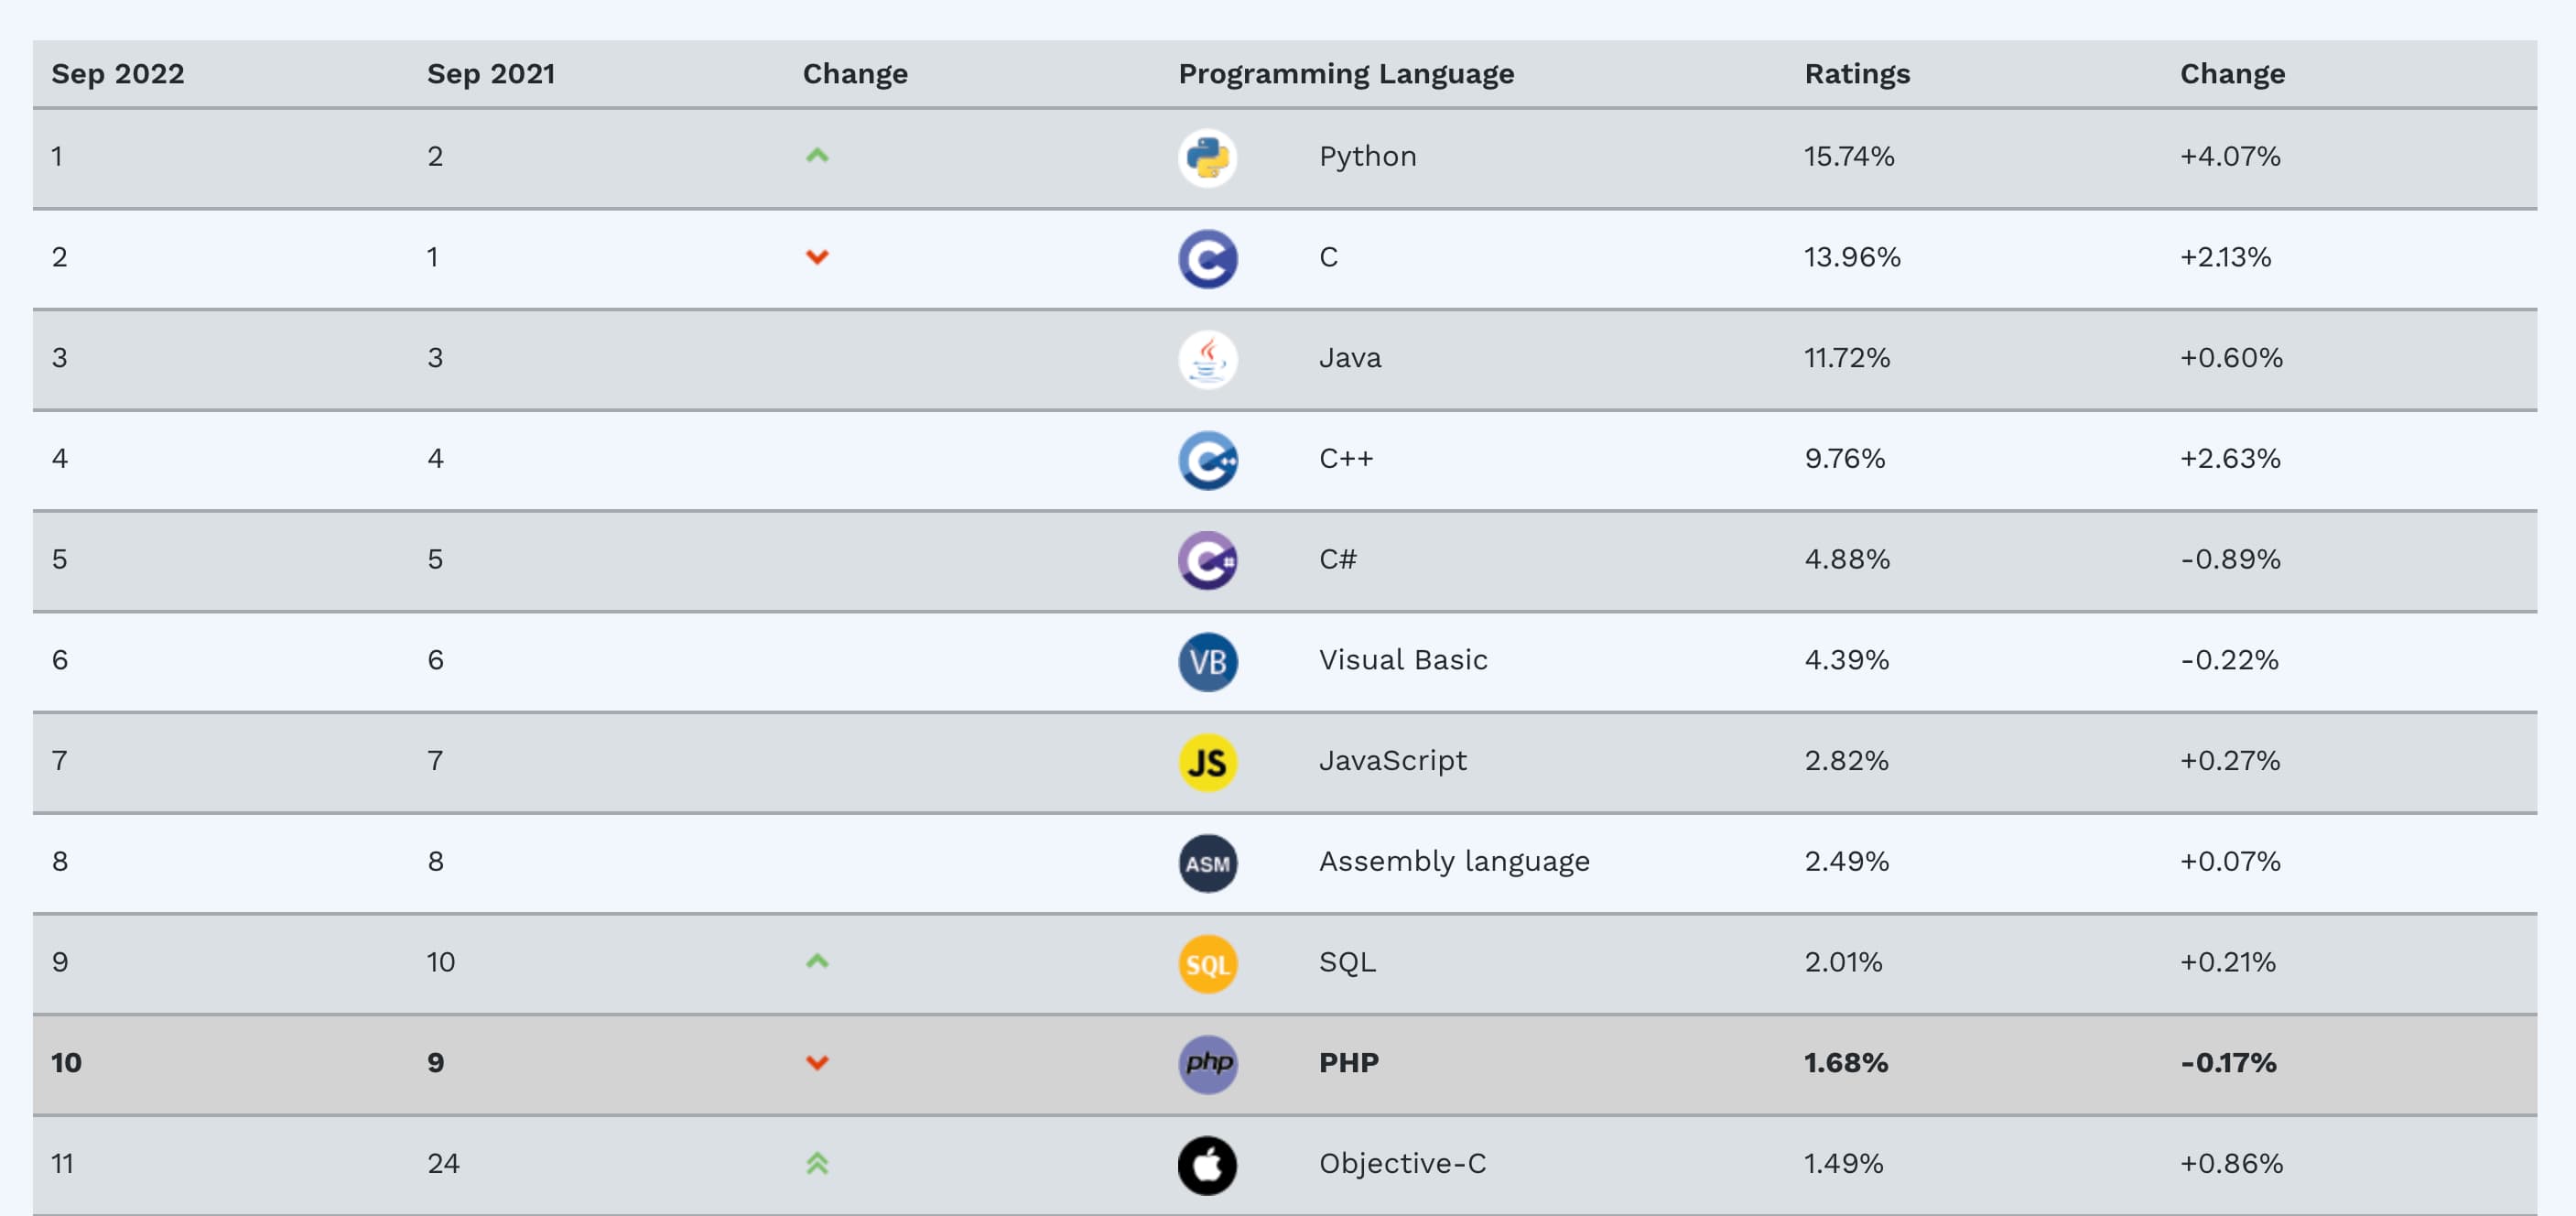 Sep 2022 Sep 2021 Change Programming Language Ratings Change
1 2 Python 15.74% +4.07%
2 1 C 13.96% +2.13%
3 3 Java 11.72% +0.60%
4 4 C++ 9.76% +2.63%
5 5 C# 4.88% -0.89%
6 6 VB Visual Basic 4.39% -0.22%
7 7 JS JavaScript 2.82% +0.27%
8 8 ASM Assembly language 2.49% +0.07%
9 10 SQL SQL 2.01% +0.21%
10 9 php PHP 1.68% -0.17%
11 24 Objective-C 1.49% +0.86%